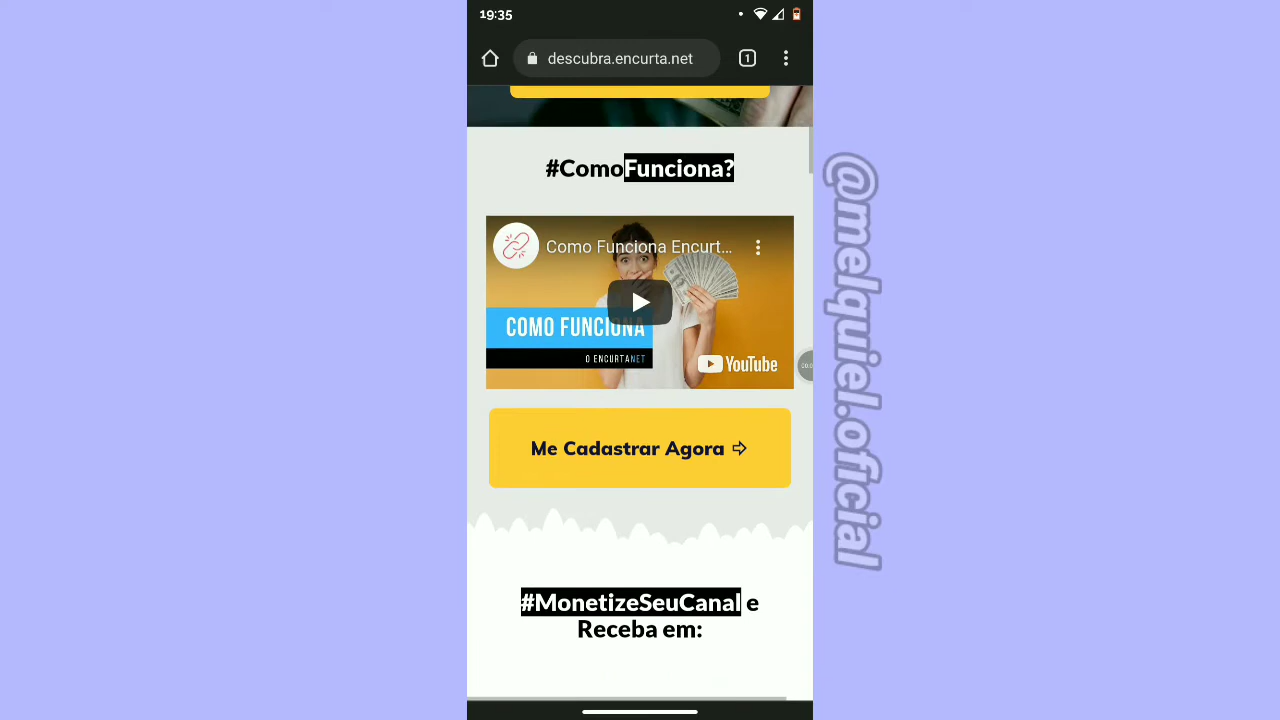 19:35
descubra.encurta.net
1
#ComoFunciona?
Como Funciona Encurt...
COMO FUNCIONA
O ENCURTANET
YouTube
Me Cadastrar Agora ⇨
#MonetizeSeuCanal e
Receba em:
@melquiel.oficial